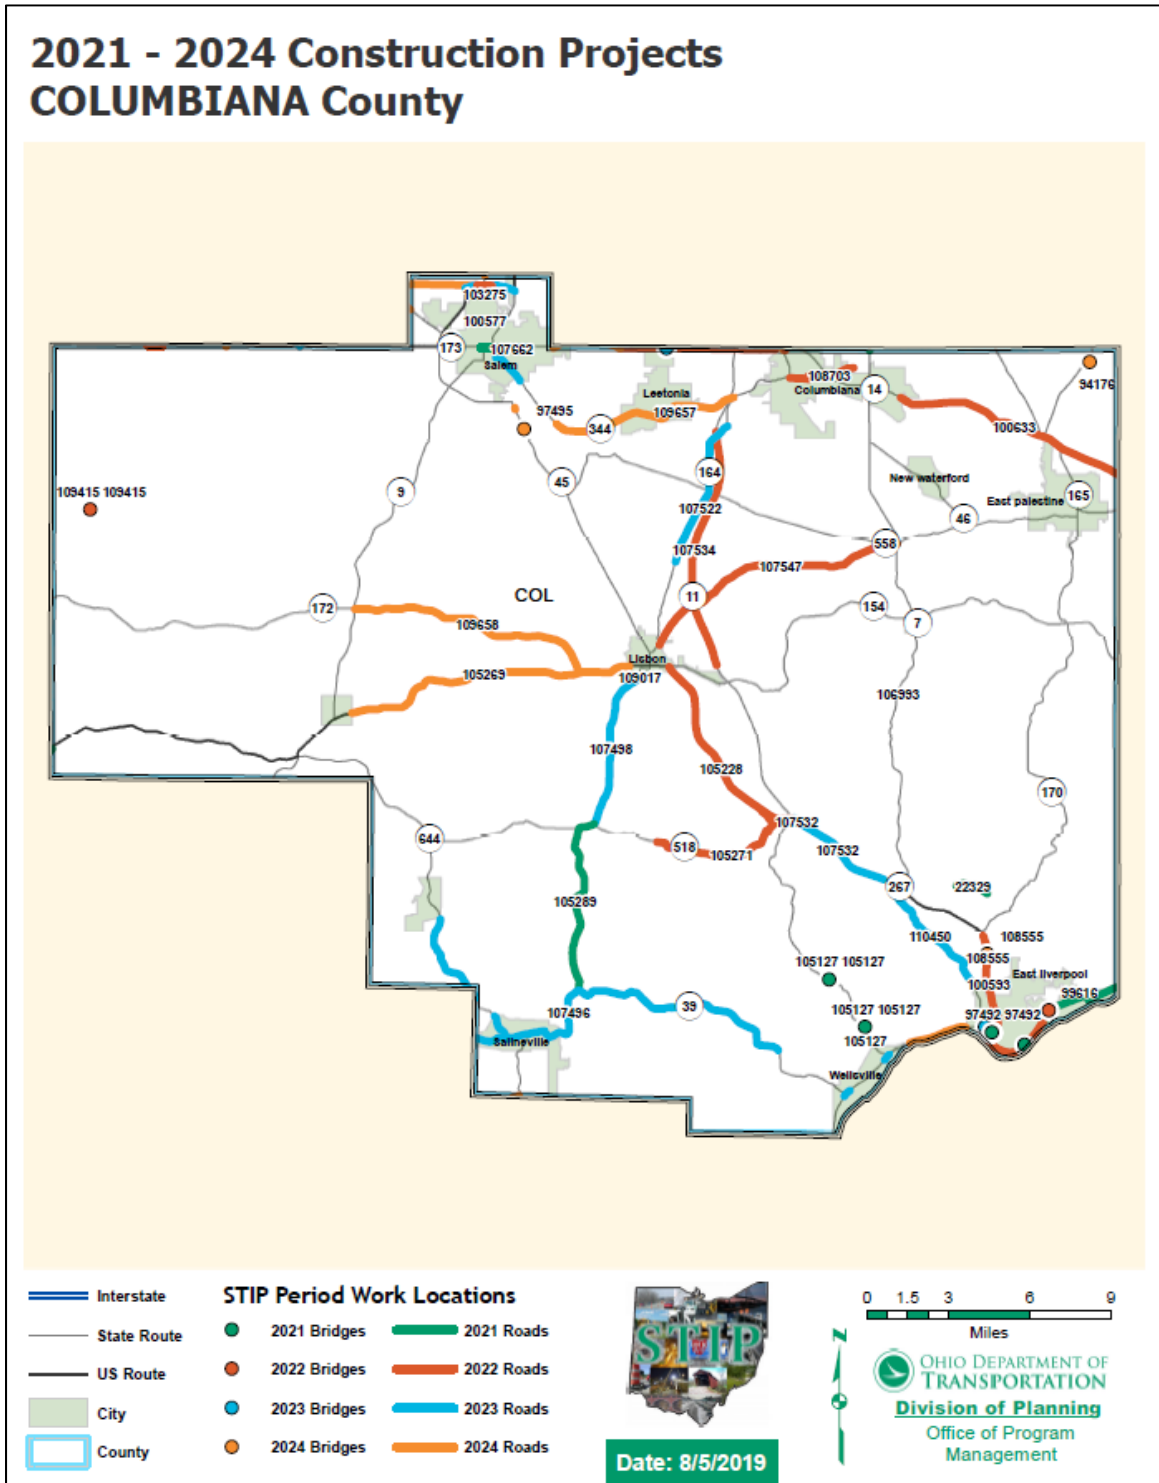 2021 - 2024 Construction Projects
COLUMBIANA County
103275
100577
173
107662
Salem
94176
108703
Columbiana
14
Leetonia
97495
109657
344
100633
164
45
9
New waterford
165
East palestine
109415 109415
107522
46
558
107534
107547
COL
11
154
172
7
109658
Lisbon
105269
109017
106993
107498
105228
170
107532
644
518
105271
107532
267
22329
105289
110450
108555
108555
105127 105127
East liverpool
100593
99616
39
107496
105127 105127
97492 97492
Salineville
105127
Wellsville
Interstate
State Route
US Route
City
County
STIP Period Work Locations
2021 Bridges
2021 Roads
2022 Bridges
2022 Roads
2023 Bridges
2023 Roads
2024 Bridges
2024 Roads
STIP
Date: 8/5/2019
N
0 1.5 3 6 9
Miles
OHIO DEPARTMENT OF
TRANSPORTATION
Division of Planning
Office of Program
Management